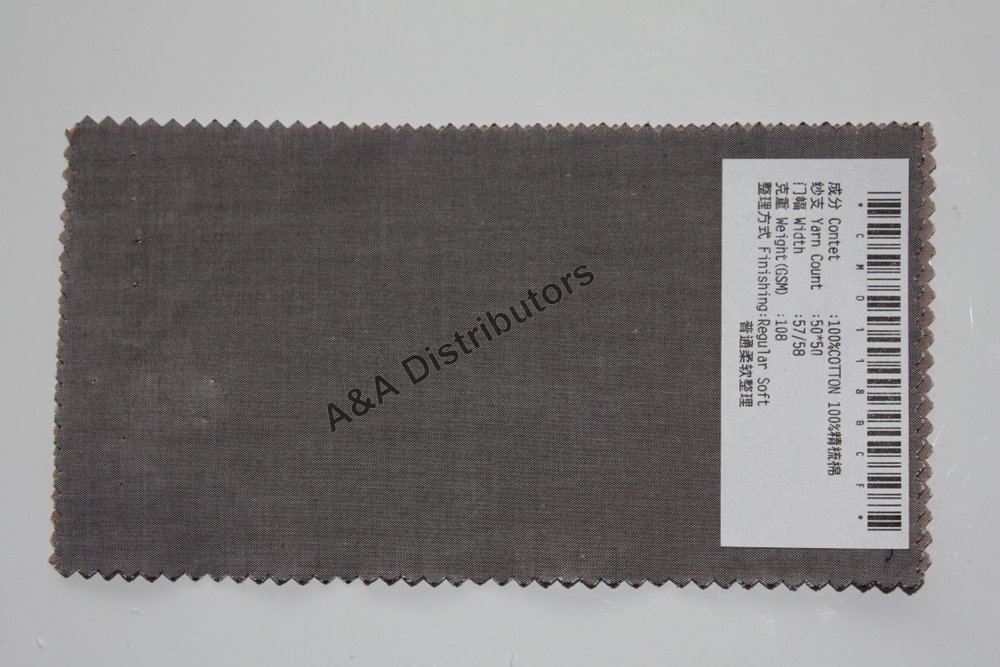 *CMD118BCF*
成分 Contet :100%COTTON 100%精梳棉
纱支 Yarn Count :50*50
门幅 Width :57/58
克重 Weight(GSM) :108
整理方式 Finishing:Regular Soft
普通柔软整理
A&A Distributors